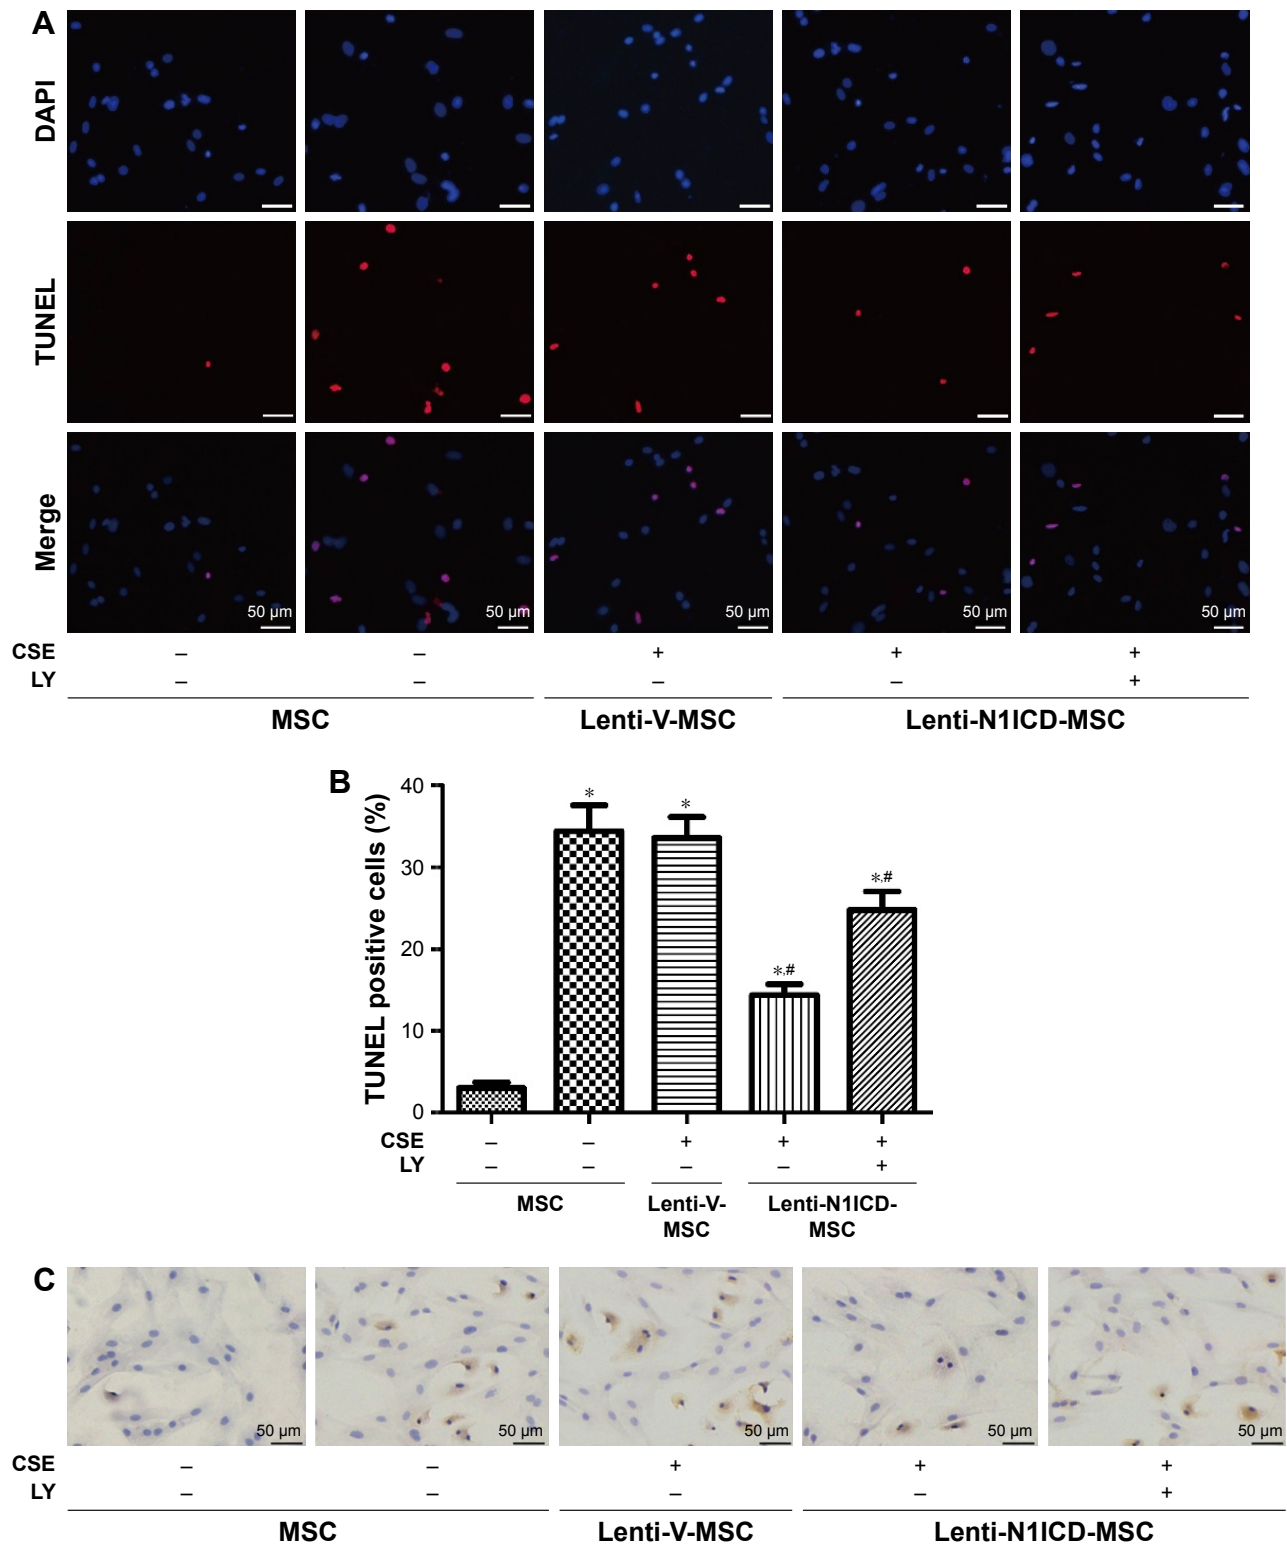 A
DAPI
TUNEL
Merge
50 µm 50 µm 50 µm 50 µm 50 µm
CSE – – + + +
LY – – – – +
MSC Lenti-V-MSC Lenti-N1ICD-MSC
B
TUNEL positive cells (%)
40
* *
30
*,#
20
*,#
10
0
CSE – – + + +
LY – – – – +
MSC Lenti-V- Lenti-N1ICD-
MSC MSC
C
50 µm 50 µm 50 µm 50 µm 50 µm
CSE – – + + +
LY – – – – +
MSC Lenti-V-MSC Lenti-N1ICD-MSC